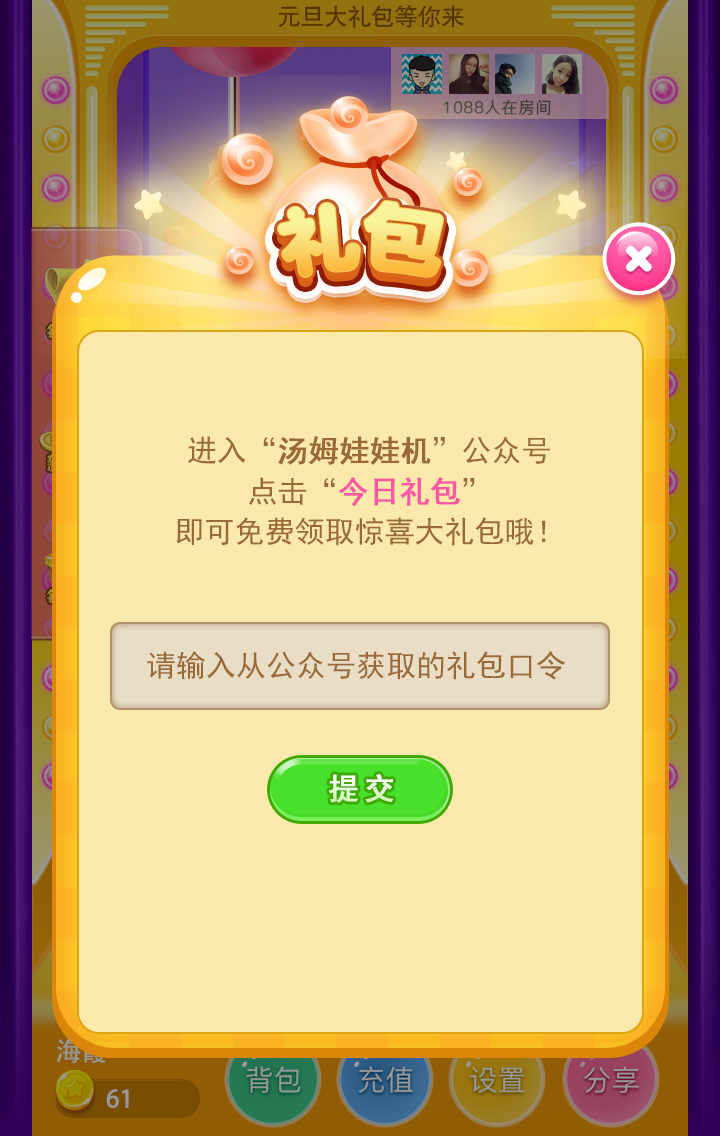 元旦大礼包等你来
1088人在房间
礼包
进入“汤姆娃娃机”公众号
点击“今日礼包”
即可免费领取惊喜大礼包哦！
请输入从公众号获取的礼包口令
提交
海霞
61
背包
充值
设置
分享